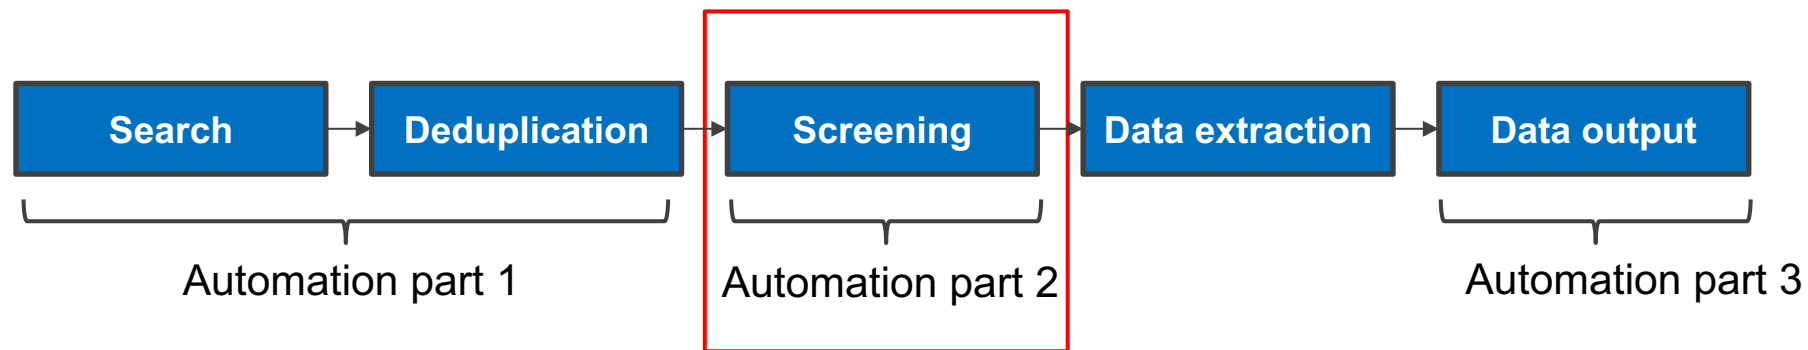 Search
Deduplication
Screening
Data extraction
Data output
Automation part 1
Automation part 2
Automation part 3